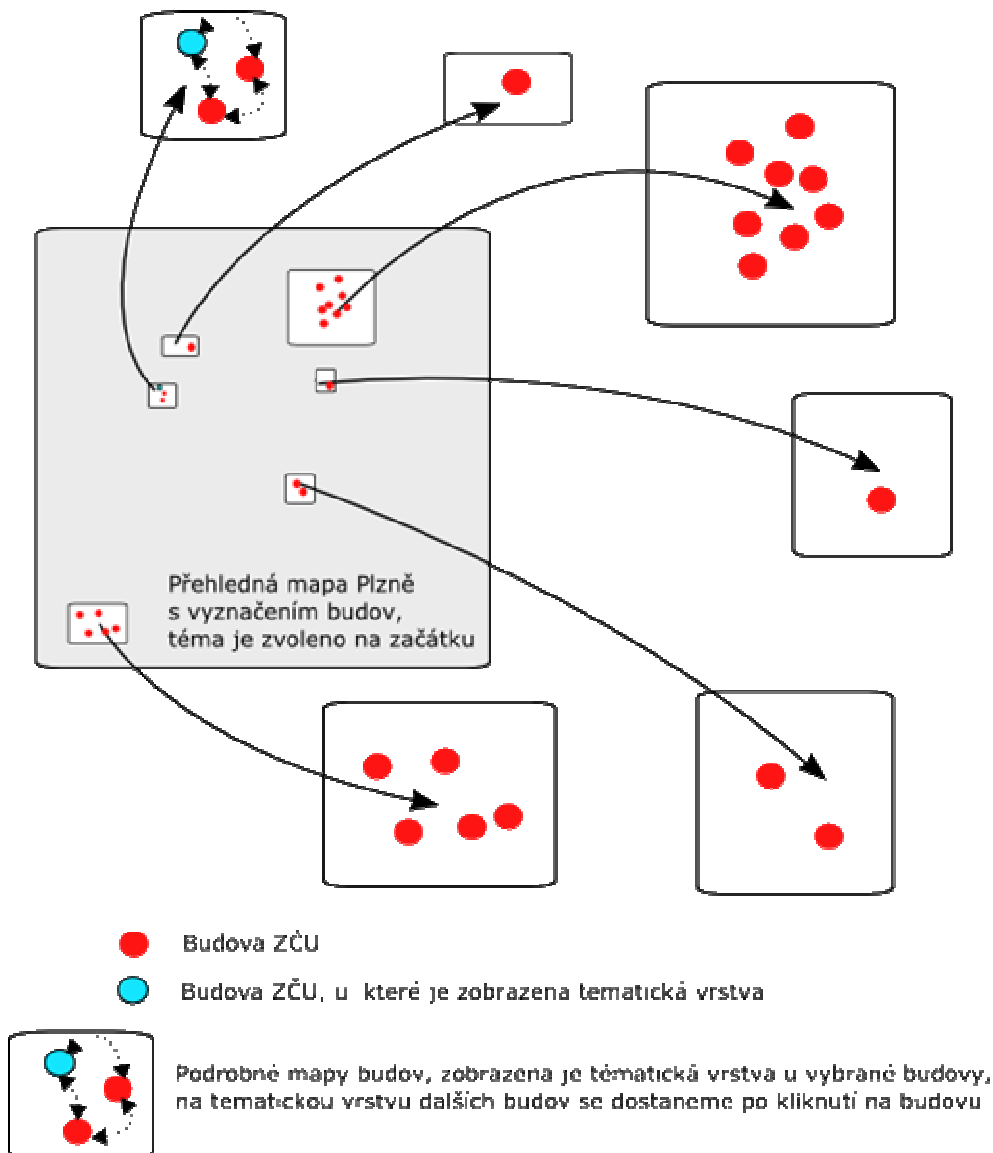 Přehledná mapa Plzně
s vyznačením budov,
téma je zvoleno na začátku
Budova ZČU
Budova ZČU, u které je zobrazena tematická vrstva
Podrobné mapy budov, zobrazena je tématická vrstva u vybrané budovy,
na tematickou vrstvu dalších budov se dostaneme po kliknutí na budovu